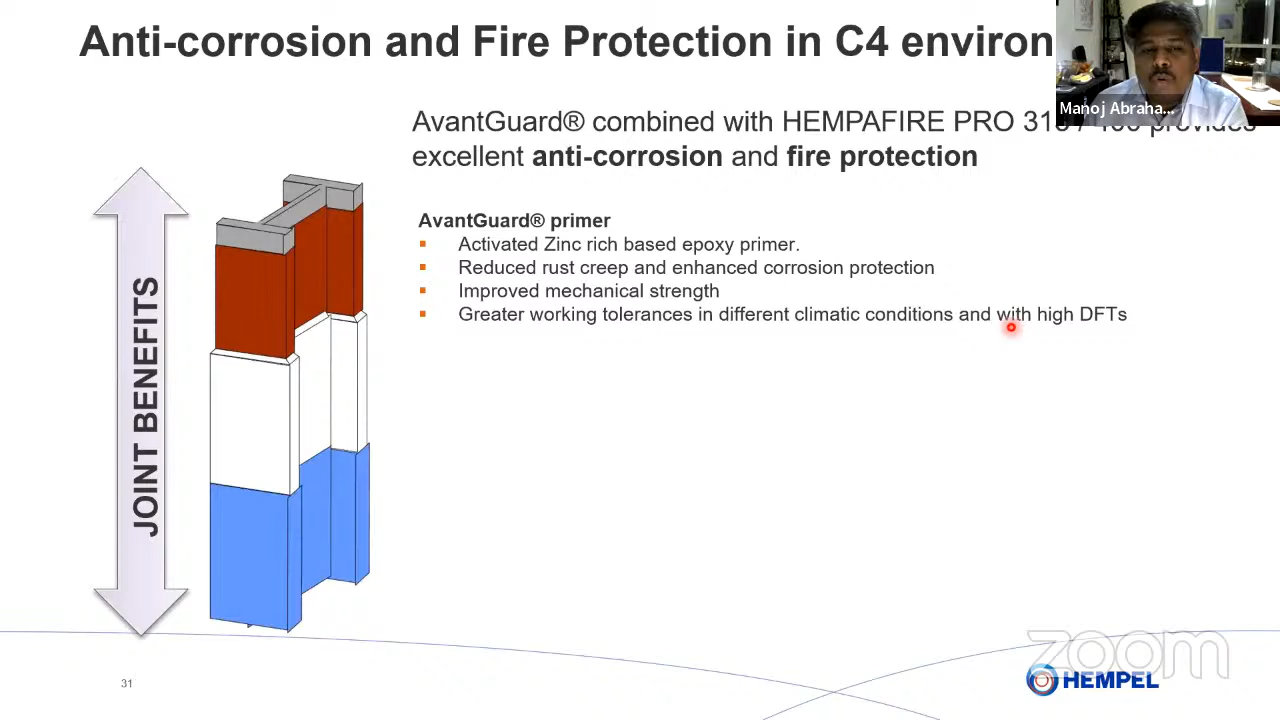 Anti-corrosion and Fire Protection in C4 environ
Manoj Abraha...
AvantGuard® combined with HEMPAFIRE PRO
excellent anti-corrosion and fire protection
AvantGuard® primer
▪ Activated Zinc rich based epoxy primer.
▪ Reduced rust creep and enhanced corrosion protection
▪ Improved mechanical strength
▪ Greater working tolerances in different climatic conditions and with high DFTs
JOINT BENEFITS
zoom
HEMPEL
31